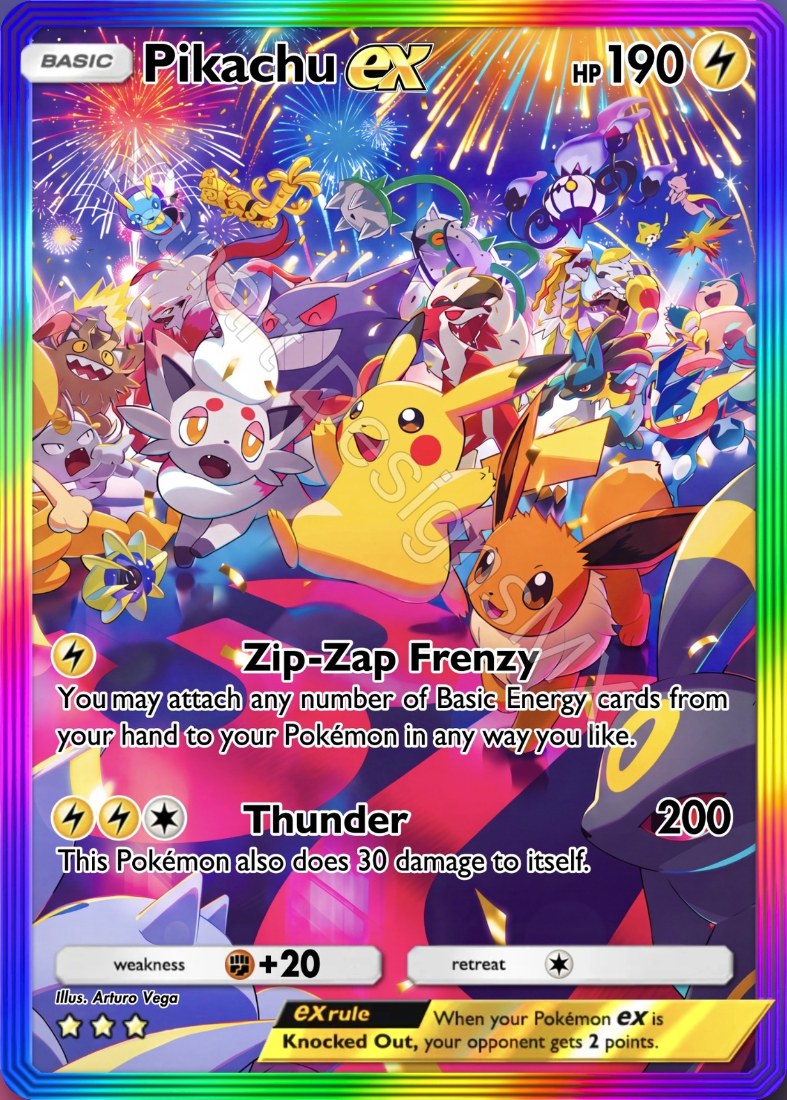 BASIC Pikachu ex HP 190
Zip-Zap Frenzy
You may attach any number of Basic Energy cards from
your hand to your Pokémon in any way you like.
Thunder 200
This Pokémon also does 30 damage to itself.
weakness +20 retreat
Illus. Arturo Vega
ex rule When your Pokémon ex is
Knocked Out, your opponent gets 2 points.